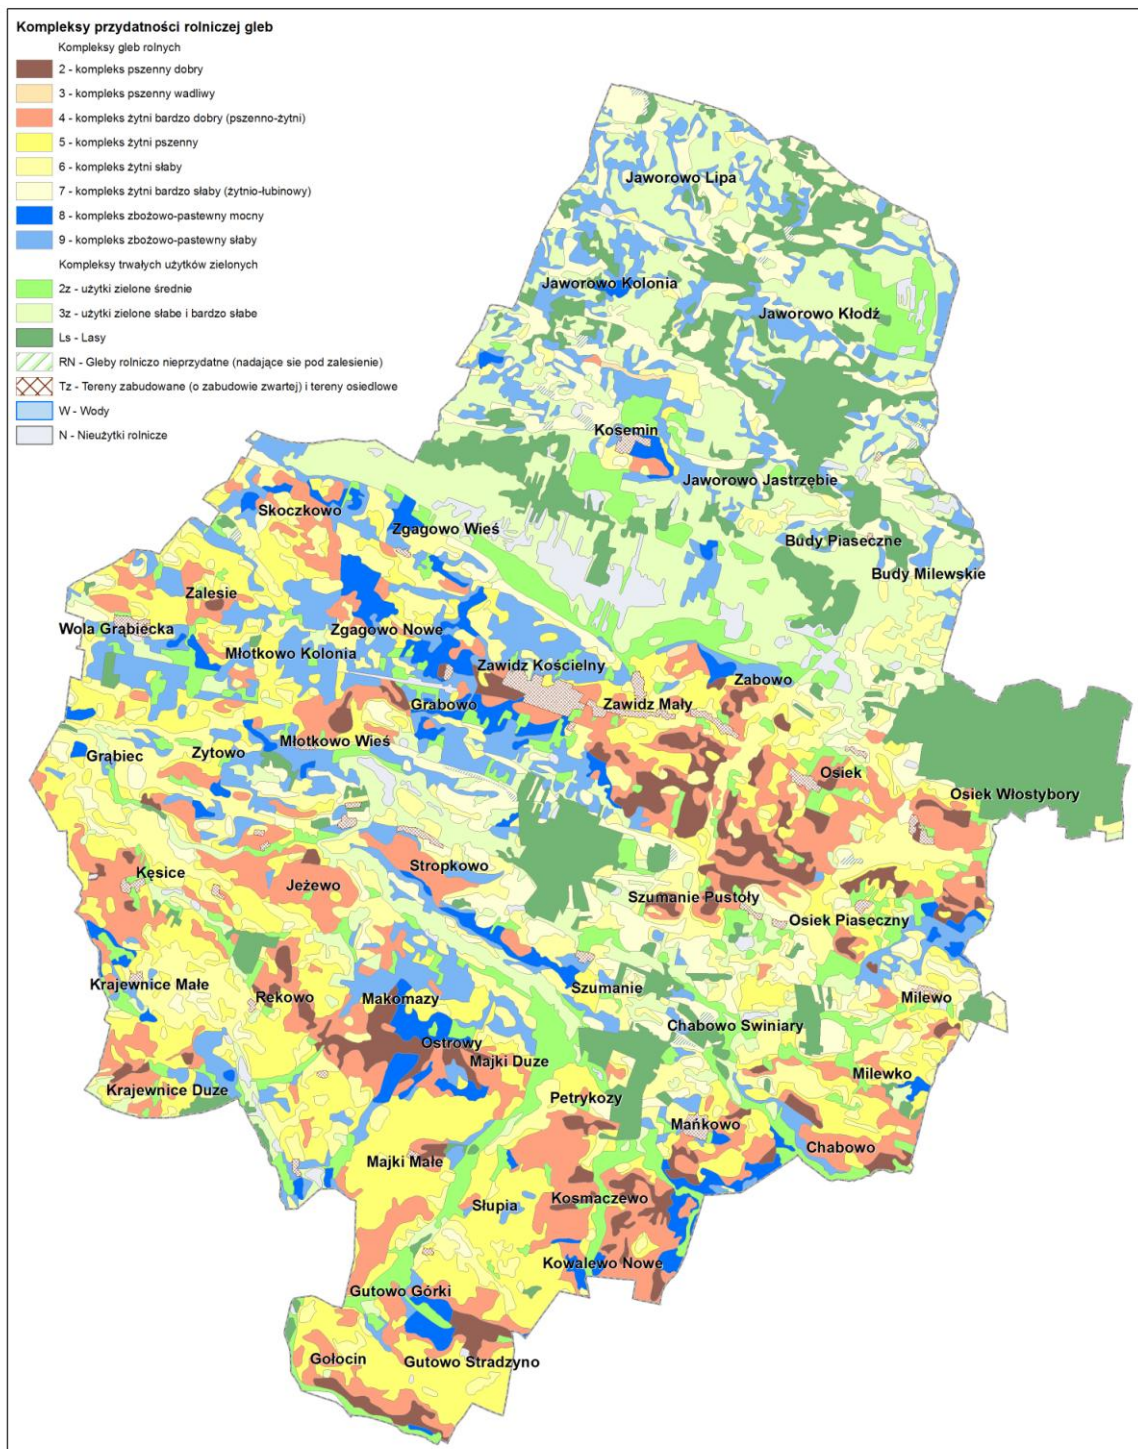 Kompleksy przydatności rolniczej gleb
Kompleksy gleb rolnych
2 - kompleks pszenny dobry
3 - kompleks pszenny wadliwy
4 - kompleks żytni bardzo dobry (pszenno-żytni)
5 - kompleks żytni pszenny
6 - kompleks żytni słaby
7 - kompleks żytni bardzo słaby (żytnio-łubinowy)
8 - kompleks zbożowo-pastewny mocny
9 - kompleks zbożowo-pastewny słaby
Kompleksy trwałych użytków zielonych
2z - użytki zielone średnie
3z - użytki zielone słabe i bardzo słabe
Ls - Lasy
RN - Gleby rolniczo nieprzydatne (nadające sie pod zalesienie)
Tz - Tereny zabudowane (o zabudowie zwartej) i tereny osiedlowe
W - Wody
N - Nieużytki rolnicze
Jaworowo Lipa
Jaworowo Kolonia
Jaworowo Kłodź
Kosemin
Jaworowo Jastrzębie
Skoczkowo
Zgagowo Wieś
Budy Piaseczne
Budy Milewskie
Zalesie
Wola Grąbiecka
Zgagowo Nowe
Młotkowo Kolonia
Zawidz Kościelny
Zabowo
Grabowo
Zawidz Mały
Młotkowo Wieś
Grąbiec
Zytowo
Osiek
Osiek Włostybory
Kęsice
Stropkowo
Jeżewo
Szumanie Pustoły
Osiek Piaseczny
Krajewnice Małe
Rękowo
Makomazy
Szumanie
Milewo
Chabowo Swiniary
Ostrowy
Majki Duze
Milewko
Krajewnice Duze
Petrykozy
Mańkowo
Chabowo
Majki Małe
Kosmaczewo
Słupia
Kowalewo Nowe
Gutowo Górki
Gołocin
Gutowo Stradzyno